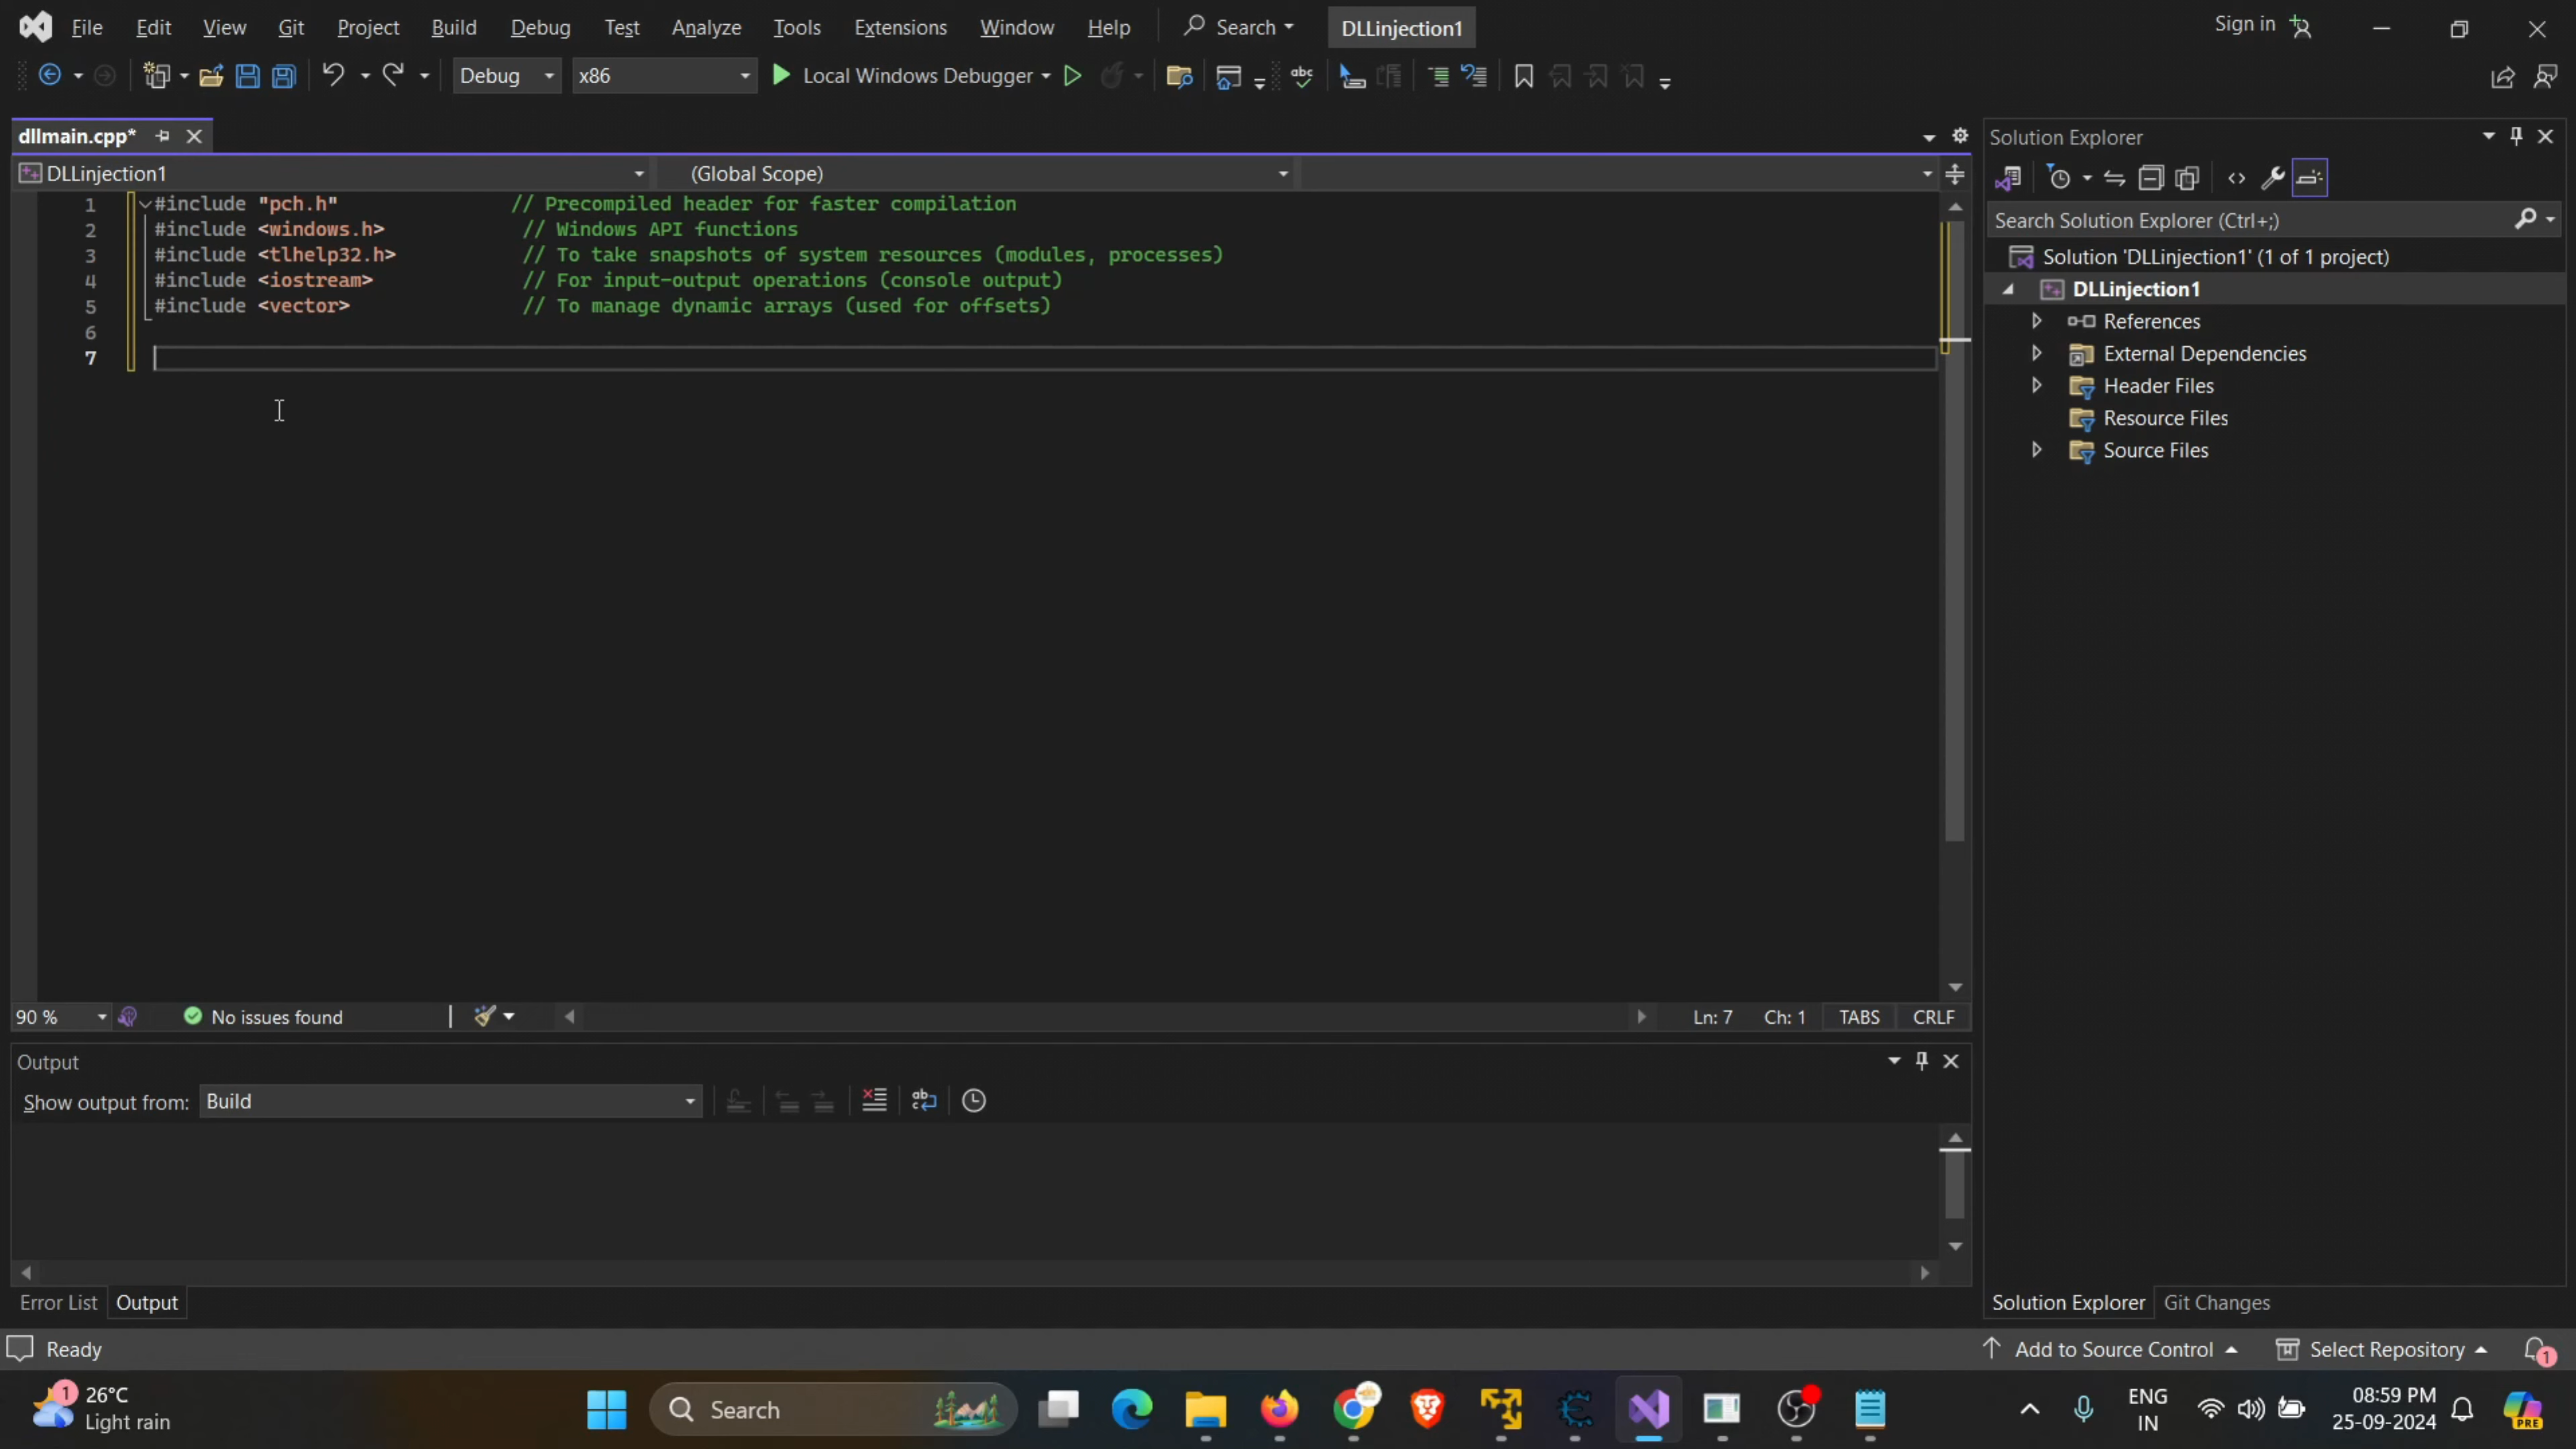 File Edit View Git Project Build Debug Test Analyze Tools Extensions Window Help Search DLLinjection1 Sign in
Debug x86 Local Windows Debugger
dllmain.cpp*
DLLinjection1 (Global Scope)
1 #include "pch.h" // Precompiled header for faster compilation
2 #include <windows.h> // Windows API functions
3 #include <tlhelp32.h> // To take snapshots of system resources (modules, processes)
4 #include <iostream> // For input-output operations (console output)
5 #include <vector> // To manage dynamic arrays (used for offsets)
6
7
90 % No issues found Ln: 7 Ch: 1 TABS CRLF
Output
Show output from: Build
Error List Output
Solution Explorer
Search Solution Explorer (Ctrl+;)
Solution 'DLLinjection1' (1 of 1 project)
DLLinjection1
References
External Dependencies
Header Files
Resource Files
Source Files
Solution Explorer Git Changes
Ready Add to Source Control Select Repository 1
1 26°C
Light rain
Search
ENG
IN
08:59 PM
25-09-2024
PRE